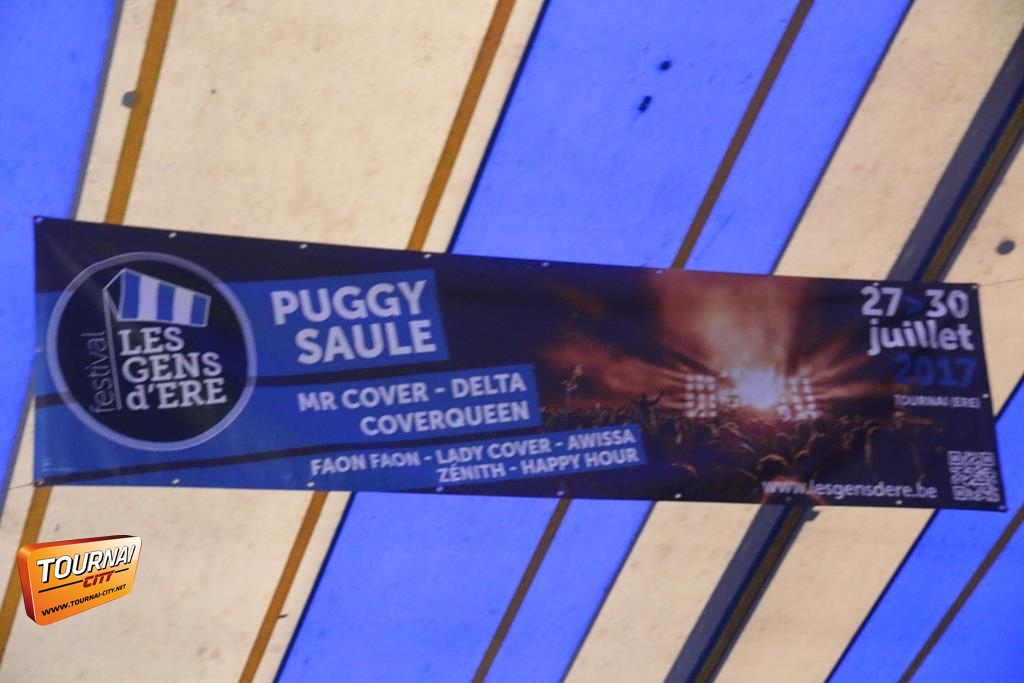 festival
LES
GENS
d'ERE
PUGGY
SAULE
MR COVER - DELTA
COVERQUEEN
FAON FAON - LADY COVER - AWISSA
ZÉNITH - HAPPY HOUR
27>30
juillet
2017
TOURNAI (ERE)
www.lesgensdere.be
TOURNAI
CITY
WWW.TOURNAI-CITY.NET